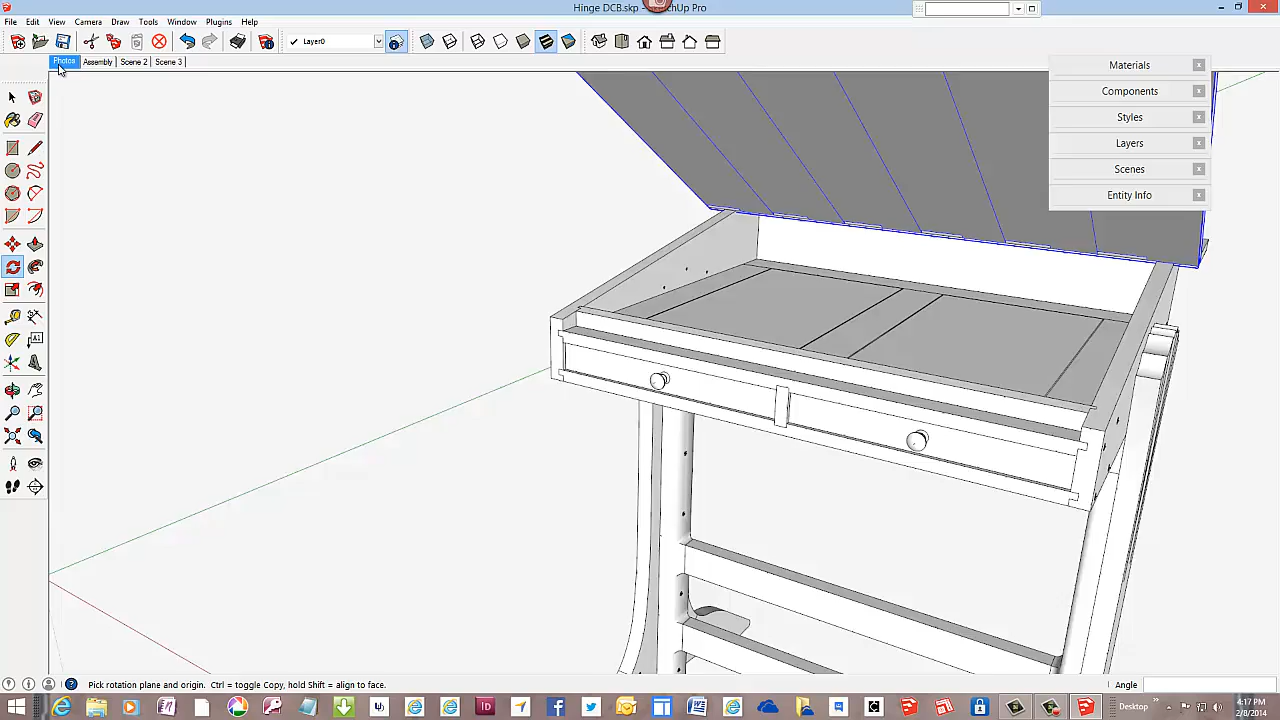 Hinge DCB.skp - SketchUp Pro
File Edit View Camera Draw Tools Window Plugins Help
Layer0
Photos Assembly Scene 2 Scene 3
Materials
Components
Styles
Layers
Scenes
Entity Info
Pick rotation plane and origin. Ctrl = toggle Copy, hold Shift = align to face.
Angle
Desktop
4:17 PM
2/8/2014